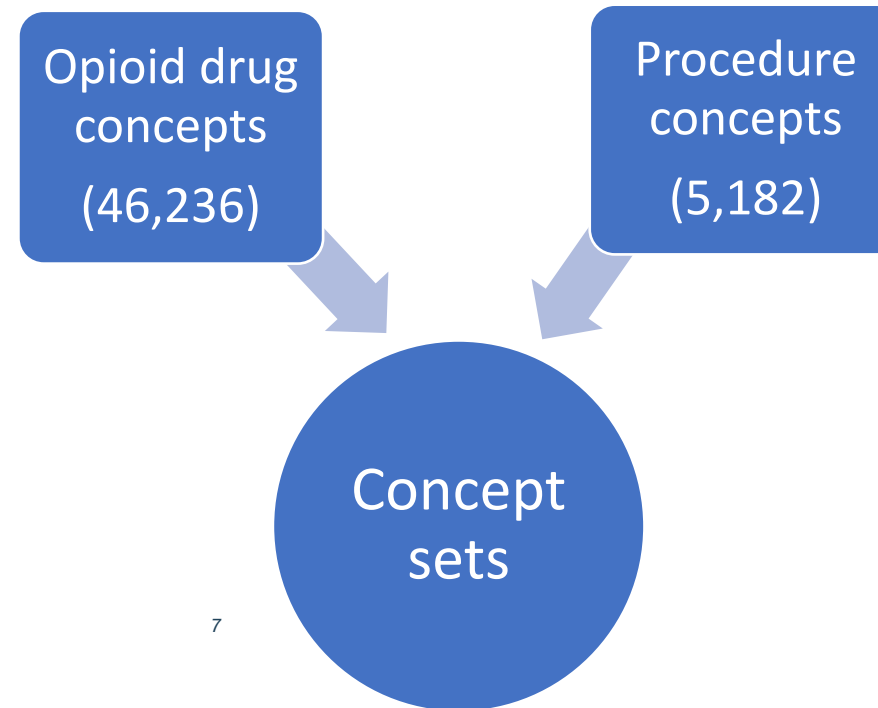 Opioid drug
concepts
(46,236)
Procedure
concepts
(5,182)
Concept
sets
7